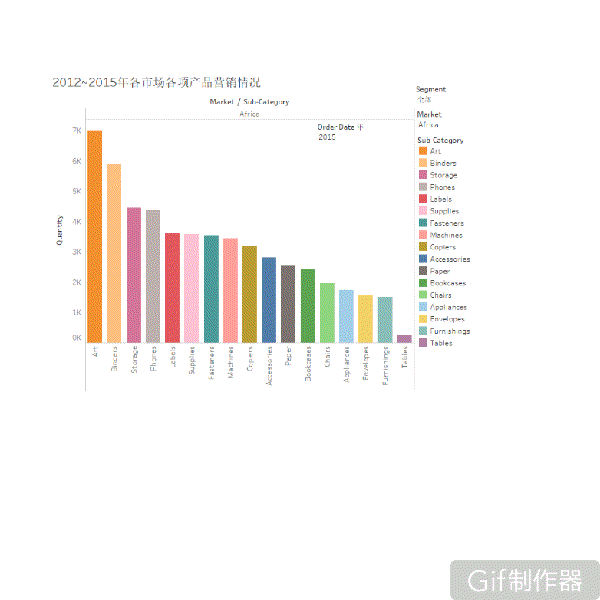 2012~2015年各市场各项产品营销情况
Market / Sub-Category
Africa
Order Date 年
2015
Quantity
7K
6K
5K
4K
3K
2K
1K
0K
Art
Binders
Storage
Phones
Labels
Supplies
Fasteners
Machines
Copiers
Accessories
Paper
Bookcases
Chairs
Appliances
Envelopes
Furnishings
Tables
Segment
全部
Market
Africa
Sub Category
Art
Binders
Storage
Phones
Labels
Supplies
Fasteners
Machines
Copiers
Accessories
Paper
Bookcases
Chairs
Appliances
Envelopes
Furnishings
Tables
Gif制作器